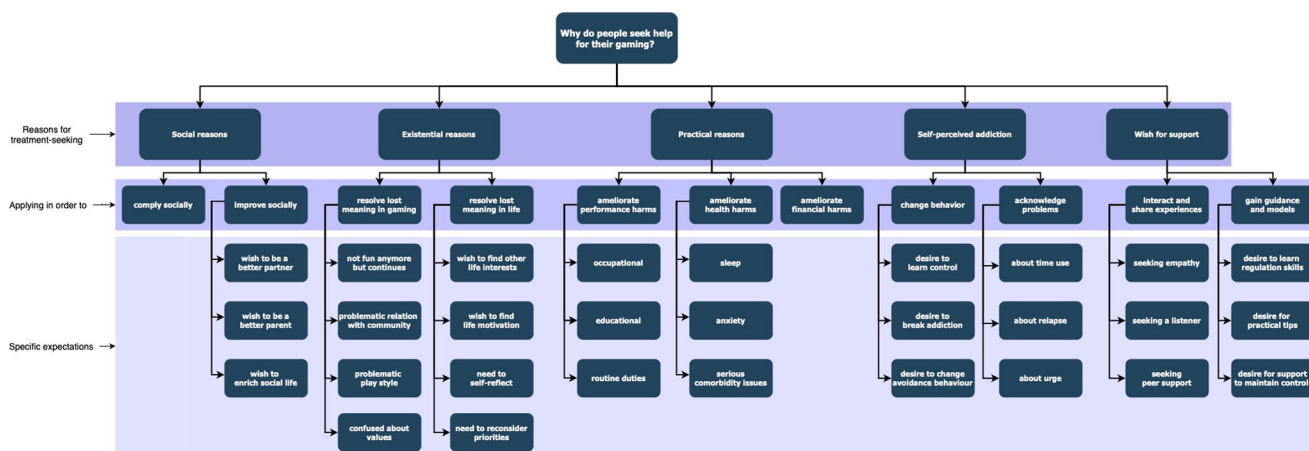 Why do people seek help
for their gaming?
Reasons for
treatment-seeking
Social reasons
Existential reasons
Practical reasons
Self-perceived addiction
Wish for support
Applying in order to
comply socially
improve socially
resolve lost
meaning in gaming
resolve lost
meaning in life
ameliorate
performance harms
ameliorate
health harms
ameliorate
financial harms
change behavior
acknowledge
problems
interact and
share experiences
gain guidance
and models
Specific expectations
wish to be a
better partner
not fun anymore
but continues
wish to find other
life interests
occupational
sleep
desire to
learn control
about time use
seeking empathy
desire to learn
regulation skills
wish to be a
better parent
problematic relation
with community
wish to find
life motivation
educational
anxiety
desire to
break addiction
about relapse
seeking a listener
desire for
practical tips
wish to
enrich social life
problematic
play style
need to
self-reflect
routine duties
serious
comorbidity issues
desire to change
avoidance behaviour
about urge
seeking
peer support
desire for support
to maintain control
confused about
values
need to reconsider
priorities